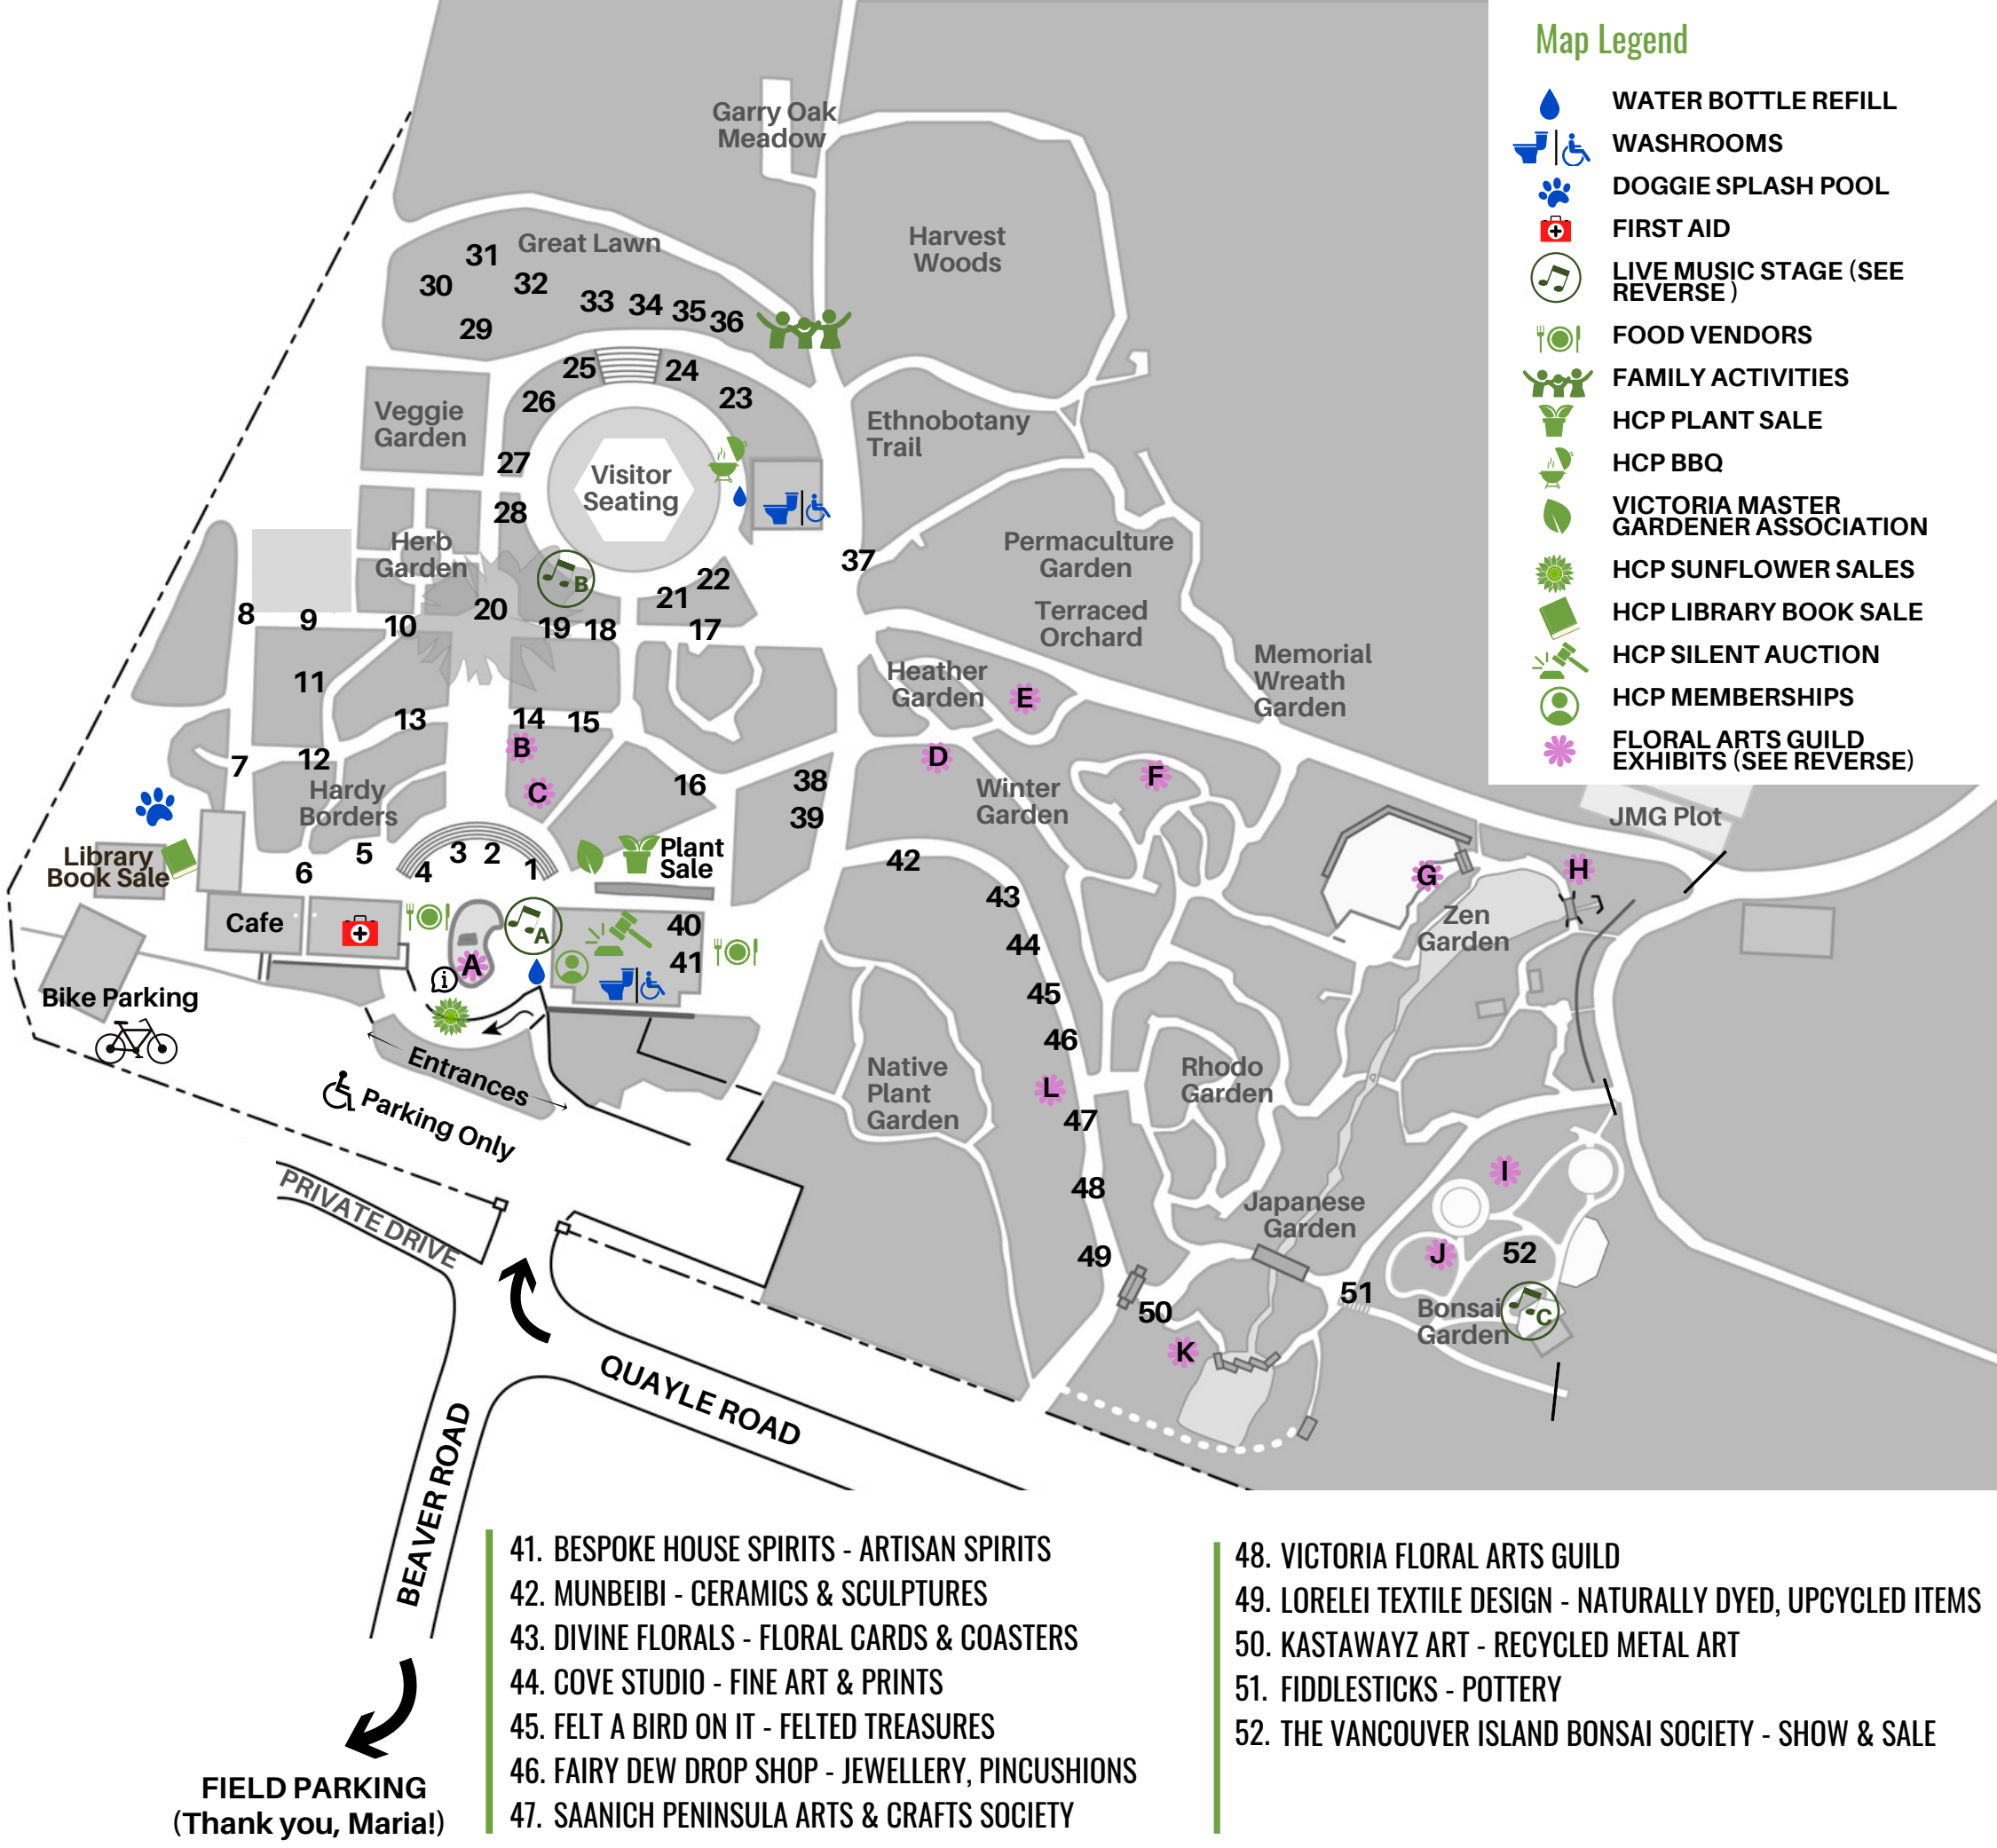 Map Legend
WATER BOTTLE REFILL
WASHROOMS
DOGGIE SPLASH POOL
FIRST AID
LIVE MUSIC STAGE (SEE
REVERSE)
FOOD VENDORS
FAMILY ACTIVITIES
HCP PLANT SALE
HCP BBQ
VICTORIA MASTER
GARDENER ASSOCIATION
HCP SUNFLOWER SALES
HCP LIBRARY BOOK SALE
HCP SILENT AUCTION
HCP MEMBERSHIPS
FLORAL ARTS GUILD
EXHIBITS (SEE REVERSE)
Garry Oak
Meadow
Harvest
Woods
Great Lawn
31
30
32
29
33
34
35
36
25
24
26
23
Veggie
Garden
Ethnobotany
Trail
27
Visitor
Seating
28
Herb
Garden
B
37
Permaculture
Garden
22
21
20
8
9
10
19
18
17
Terraced
Orchard
Memorial
Wreath
Garden
Heather
Garden
E
11
13
14
15
B
D
12
7
C
16
38
39
Winter
Garden
F
Hardy
Borders
JMG Plot
Library
Book Sale
6
5
4
3
2
1
Plant
Sale
42
43
G
H
Zen
Garden
Cafe
A
40
41
44
A
i
45
Bike Parking
46
Entrances
Parking Only
Native
Plant
Garden
L
47
Rhodo
Garden
PRIVATE DRIVE
48
I
Japanese
Garden
49
J
52
50
51
Bonsai
Garden
C
K
QUAYLE ROAD
BEAVER ROAD
FIELD PARKING
(Thank you, Maria!)
41. BESPOKE HOUSE SPIRITS - ARTISAN SPIRITS
42. MUNBEIBI - CERAMICS & SCULPTURES
43. DIVINE FLORALS - FLORAL CARDS & COASTERS
44. COVE STUDIO - FINE ART & PRINTS
45. FELT A BIRD ON IT - FELTED TREASURES
46. FAIRY DEW DROP SHOP - JEWELLERY, PINCUSHIONS
47. SAANICH PENINSULA ARTS & CRAFTS SOCIETY
48. VICTORIA FLORAL ARTS GUILD
49. LORELEI TEXTILE DESIGN - NATURALLY DYED, UPCYCLED ITEMS
50. KASTAWAYZ ART - RECYCLED METAL ART
51. FIDDLESTICKS - POTTERY
52. THE VANCOUVER ISLAND BONSAI SOCIETY - SHOW & SALE